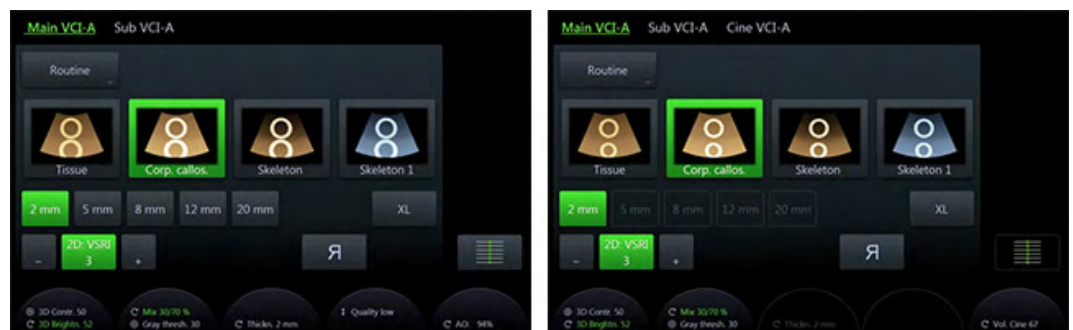 Main VCI-A Sub VCI-A
Routine
Tissue Corp. callos. Skeleton Skeleton 1
2 mm 5 mm 8 mm 12 mm 20 mm XL
2D: VSRI
- 3 +
Я
3D Contr. 50 Mix 30/70 % Quality low
3D Brightn. 52 Gray thresh. 30 Thickn: 2 mm AO: 94%
Main VCI-A Sub VCI-A Cine VCI-A
Routine
Tissue Corp. callos. Skeleton Skeleton 1
2 mm 5 mm 8 mm 12 mm 20 mm XL
2D: VSRI
- 3 +
Я
3D Contr. 50 Mix 30/70 %
3D Brightn. 52 Gray thresh. 30 Thickn: 2 mm Vol. Cine 67